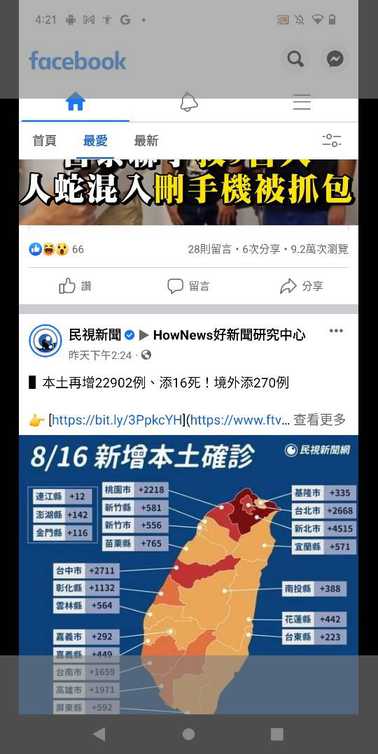 4:21
facebook
首頁
最愛
最新
人蛇混入刪手機被抓包
66
28則留言・6次分享・9.2萬次瀏覽
讚
留言
分享
民視新聞 ▶ HowNews好新聞研究中心
昨天下午2:24
▋本土再增22902例、添16死！境外添270例
👉 [https://bit.ly/3PpkcYH](https://www.ftv... 查看更多
8/16 新增本土確診
民視新聞網
連江縣 +12
澎湖縣 +142
金門縣 +116
桃園市 +2218
新竹縣 +581
新竹市 +556
苗栗縣 +765
基隆市 +335
台北市 +2668
新北市 +4515
宜蘭縣 +571
台中市 +2711
彰化縣 +1132
雲林縣 +564
南投縣 +388
花蓮縣 +442
台東縣 +223
嘉義市 +292
嘉義縣 +449
台南市 +1659
高雄市 +1971
屏東縣 +592